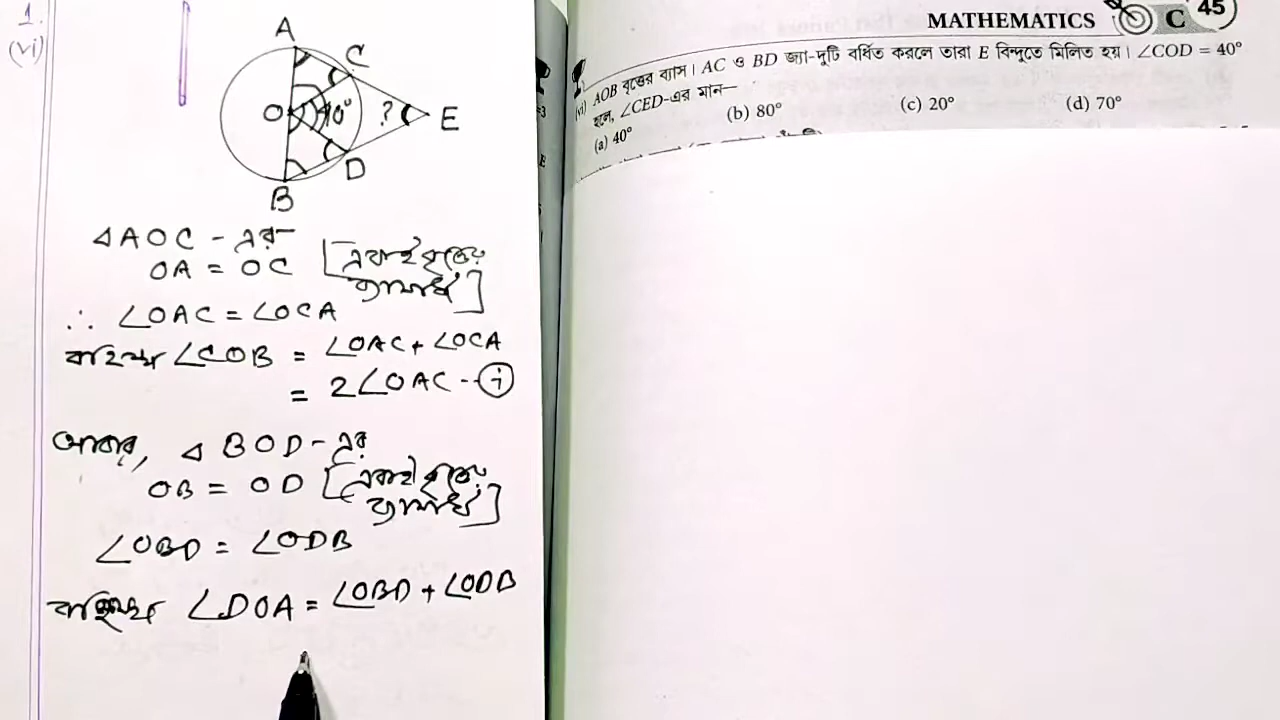 1.
(vi)
A
C
O
40°
?
E
D
B
ΔAOC-এর
OA = OC [একই বৃত্তের
ব্যাসার্ধ]
∴ ∠OAC = ∠OCA
বহিঃস্থ ∠COB = ∠OAC + ∠OCA
= 2∠OAC --(i)
আবার, Δ BOD-এর
OB = OD [একই বৃত্তের
ব্যাসার্ধ]
∠OBD = ∠ODB
বহিঃস্থ ∠DOA = ∠OBD + ∠ODB
MATHEMATICS C 45
(vi) AOB বৃত্তের ব্যাস। AC ও BD জ্যা-দুটি বর্ধিত করলে তারা E বিন্দুতে মিলিত হয়। ∠COD = 40°
হলে, ∠CED-এর মান—
(a) 40° (b) 80° (c) 20° (d) 70°